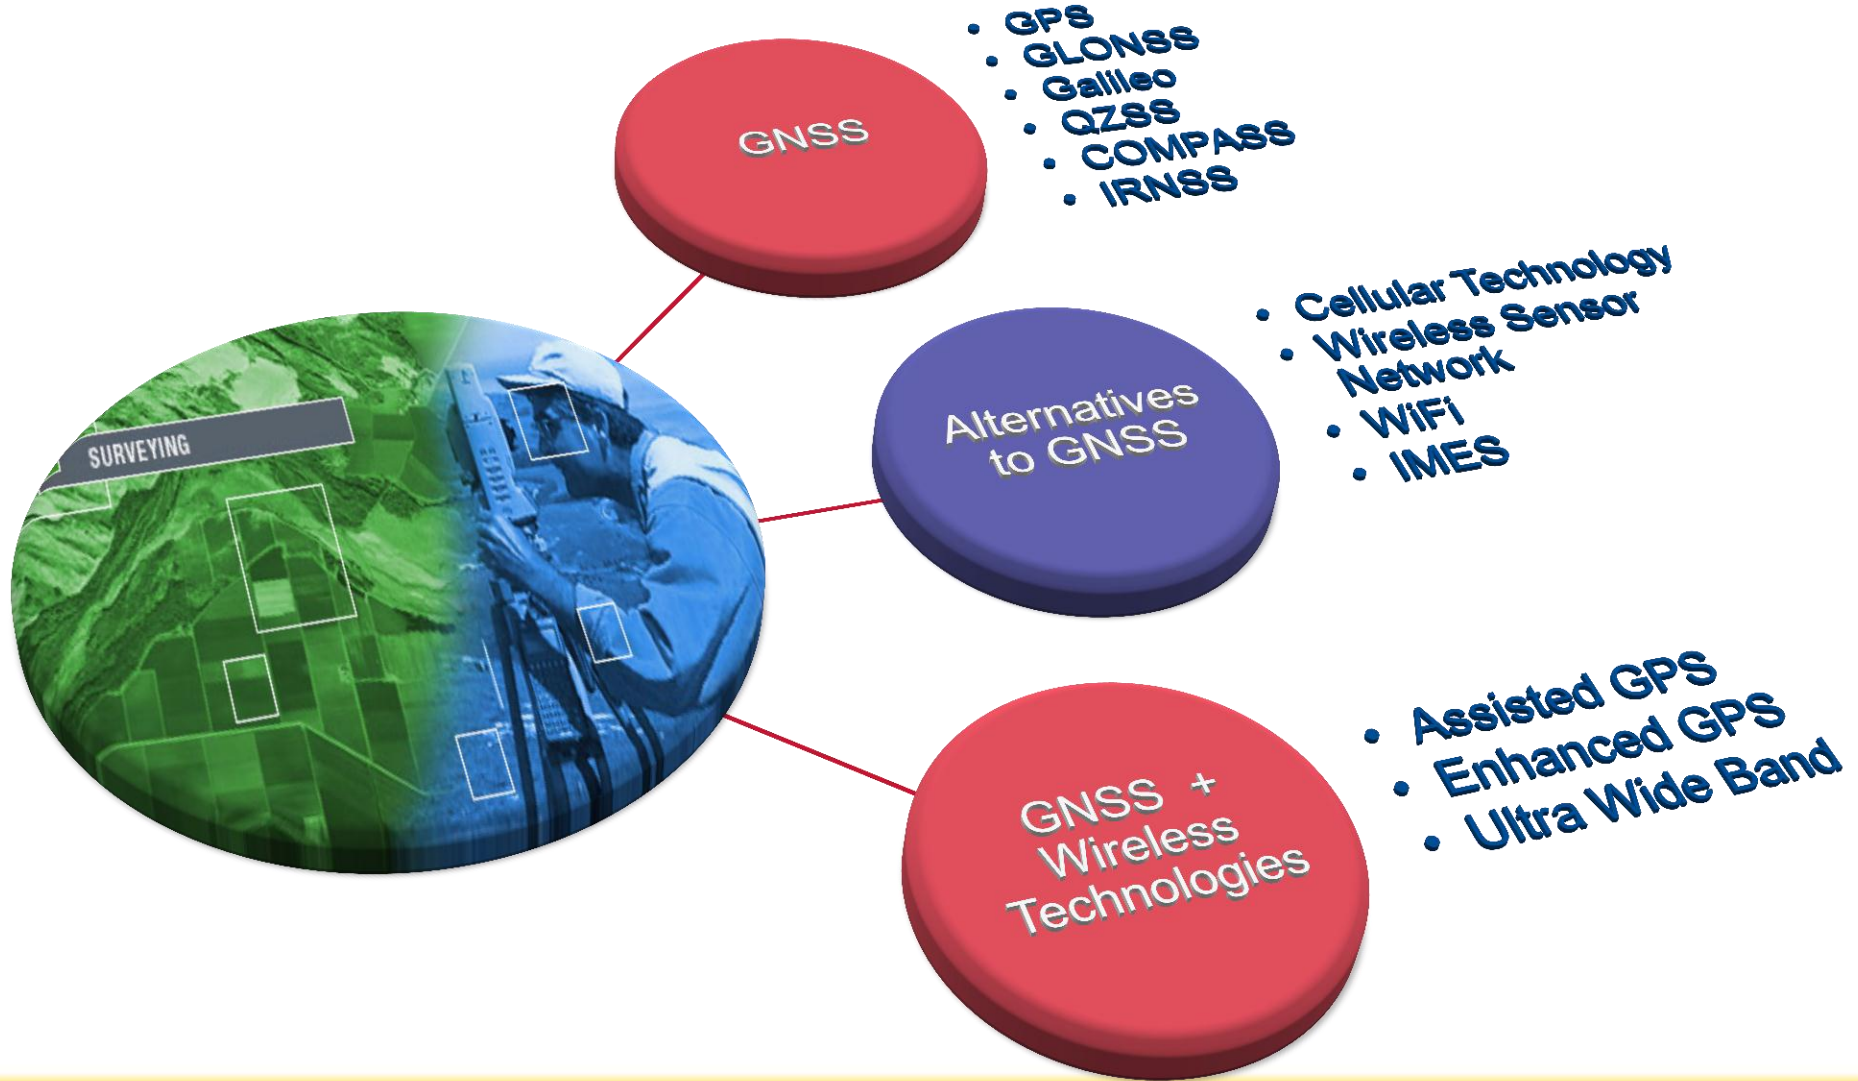 GNSS
• GPS
• GLONSS
• Galileo
• QZSS
• COMPASS
• IRNSS
SURVEYING
Alternatives
to GNSS
• Cellular Technology
• Wireless Sensor
Network
• WiFi
• IMES
GNSS +
Wireless
Technologies
• Assisted GPS
• Enhanced GPS
• Ultra Wide Band